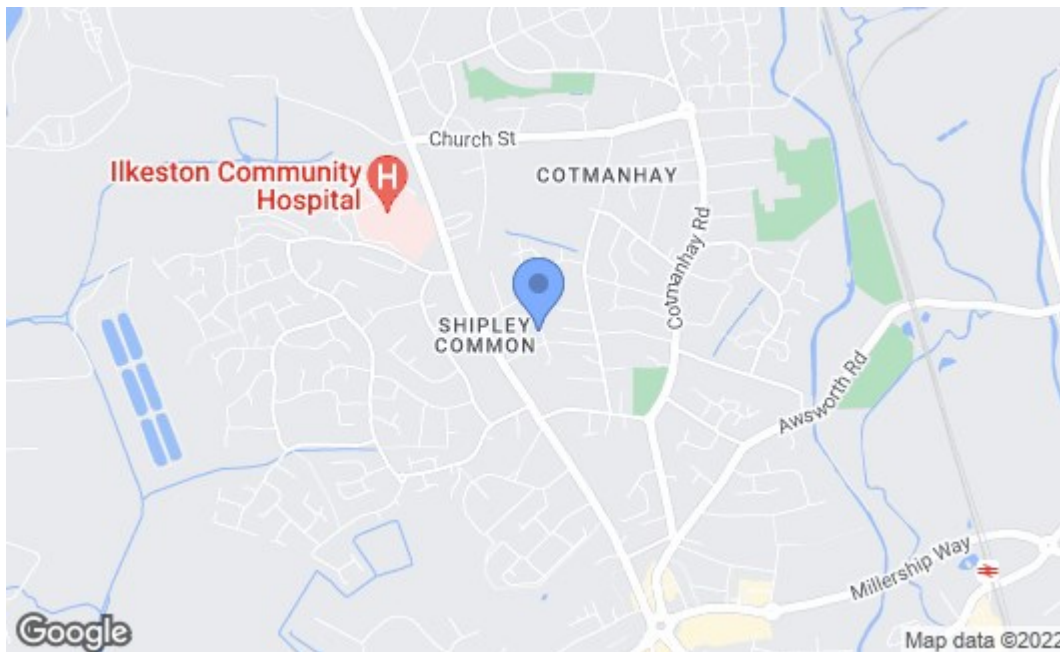 Church St
Ilkeston Community
Hospital
H
COTMANHAY
Cotmanhay Rd
SHIPLEY
COMMON
Awsworth Rd
Millership Way
Google
Map data ©2022